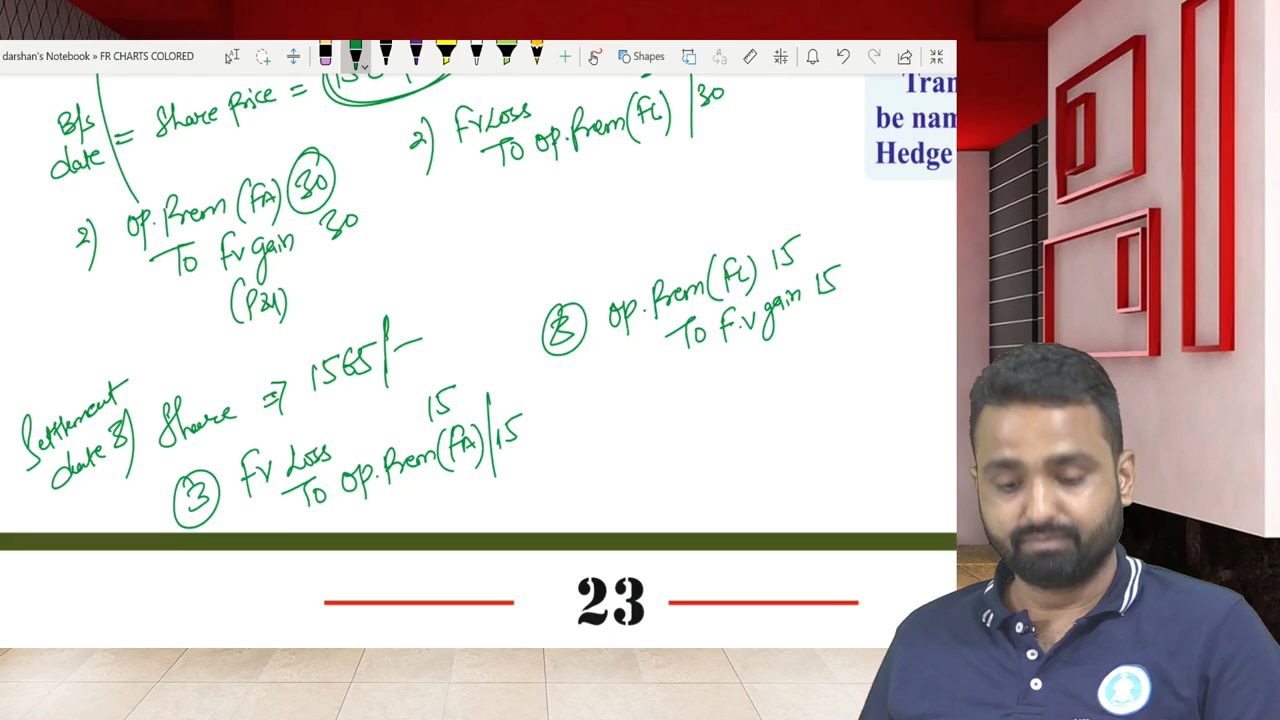 darshan's Notebook » FR CHARTS COLORED
Shapes
B/s
date = Share Price =
2) Fv Loss
To Op.Prem (FL) 30
Tran
be nam
Hedge
2) Op.Prem (FA) 30
To Fv gain 30
(P&L)
Settlement
date 3) Share ⇒ 1565/-
3 Fv Loss 15
To Op.Prem (FA) 15
3 Op.Prem (FL) 15
To F.v gain 15
23